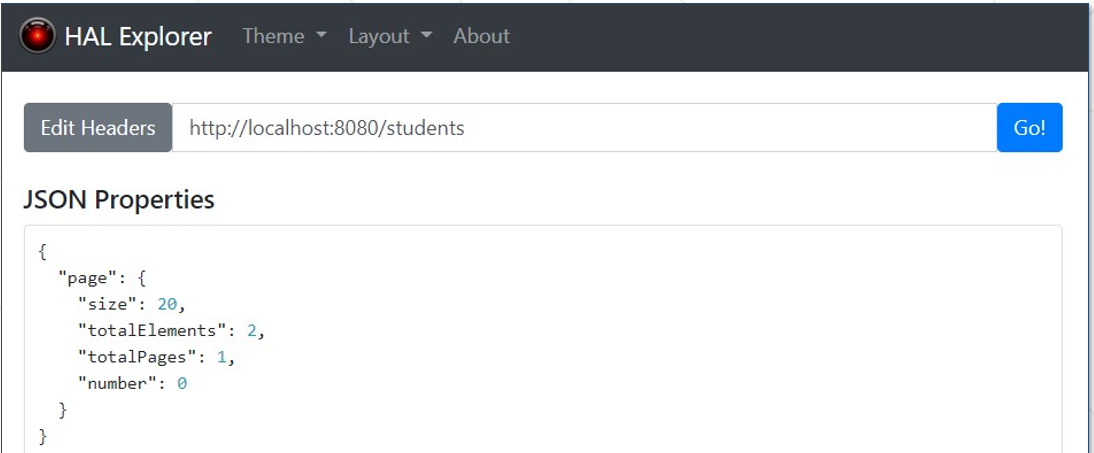 HAL Explorer Theme Layout About
Edit Headers http://localhost:8080/students Go!
JSON Properties
{
  "page": {
    "size": 20,
    "totalElements": 2,
    "totalPages": 1,
    "number": 0
  }
}